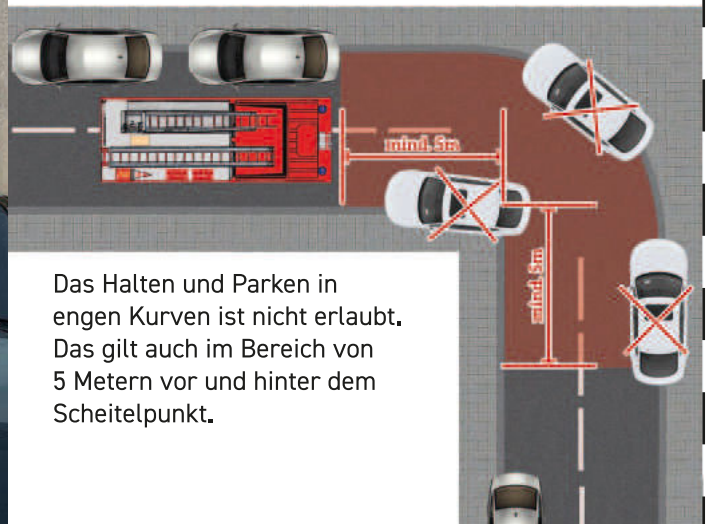 mind. 5m
mind. 5m
Das Halten und Parken in
engen Kurven ist nicht erlaubt.
Das gilt auch im Bereich von
5 Metern vor und hinter dem
Scheitelpunkt.